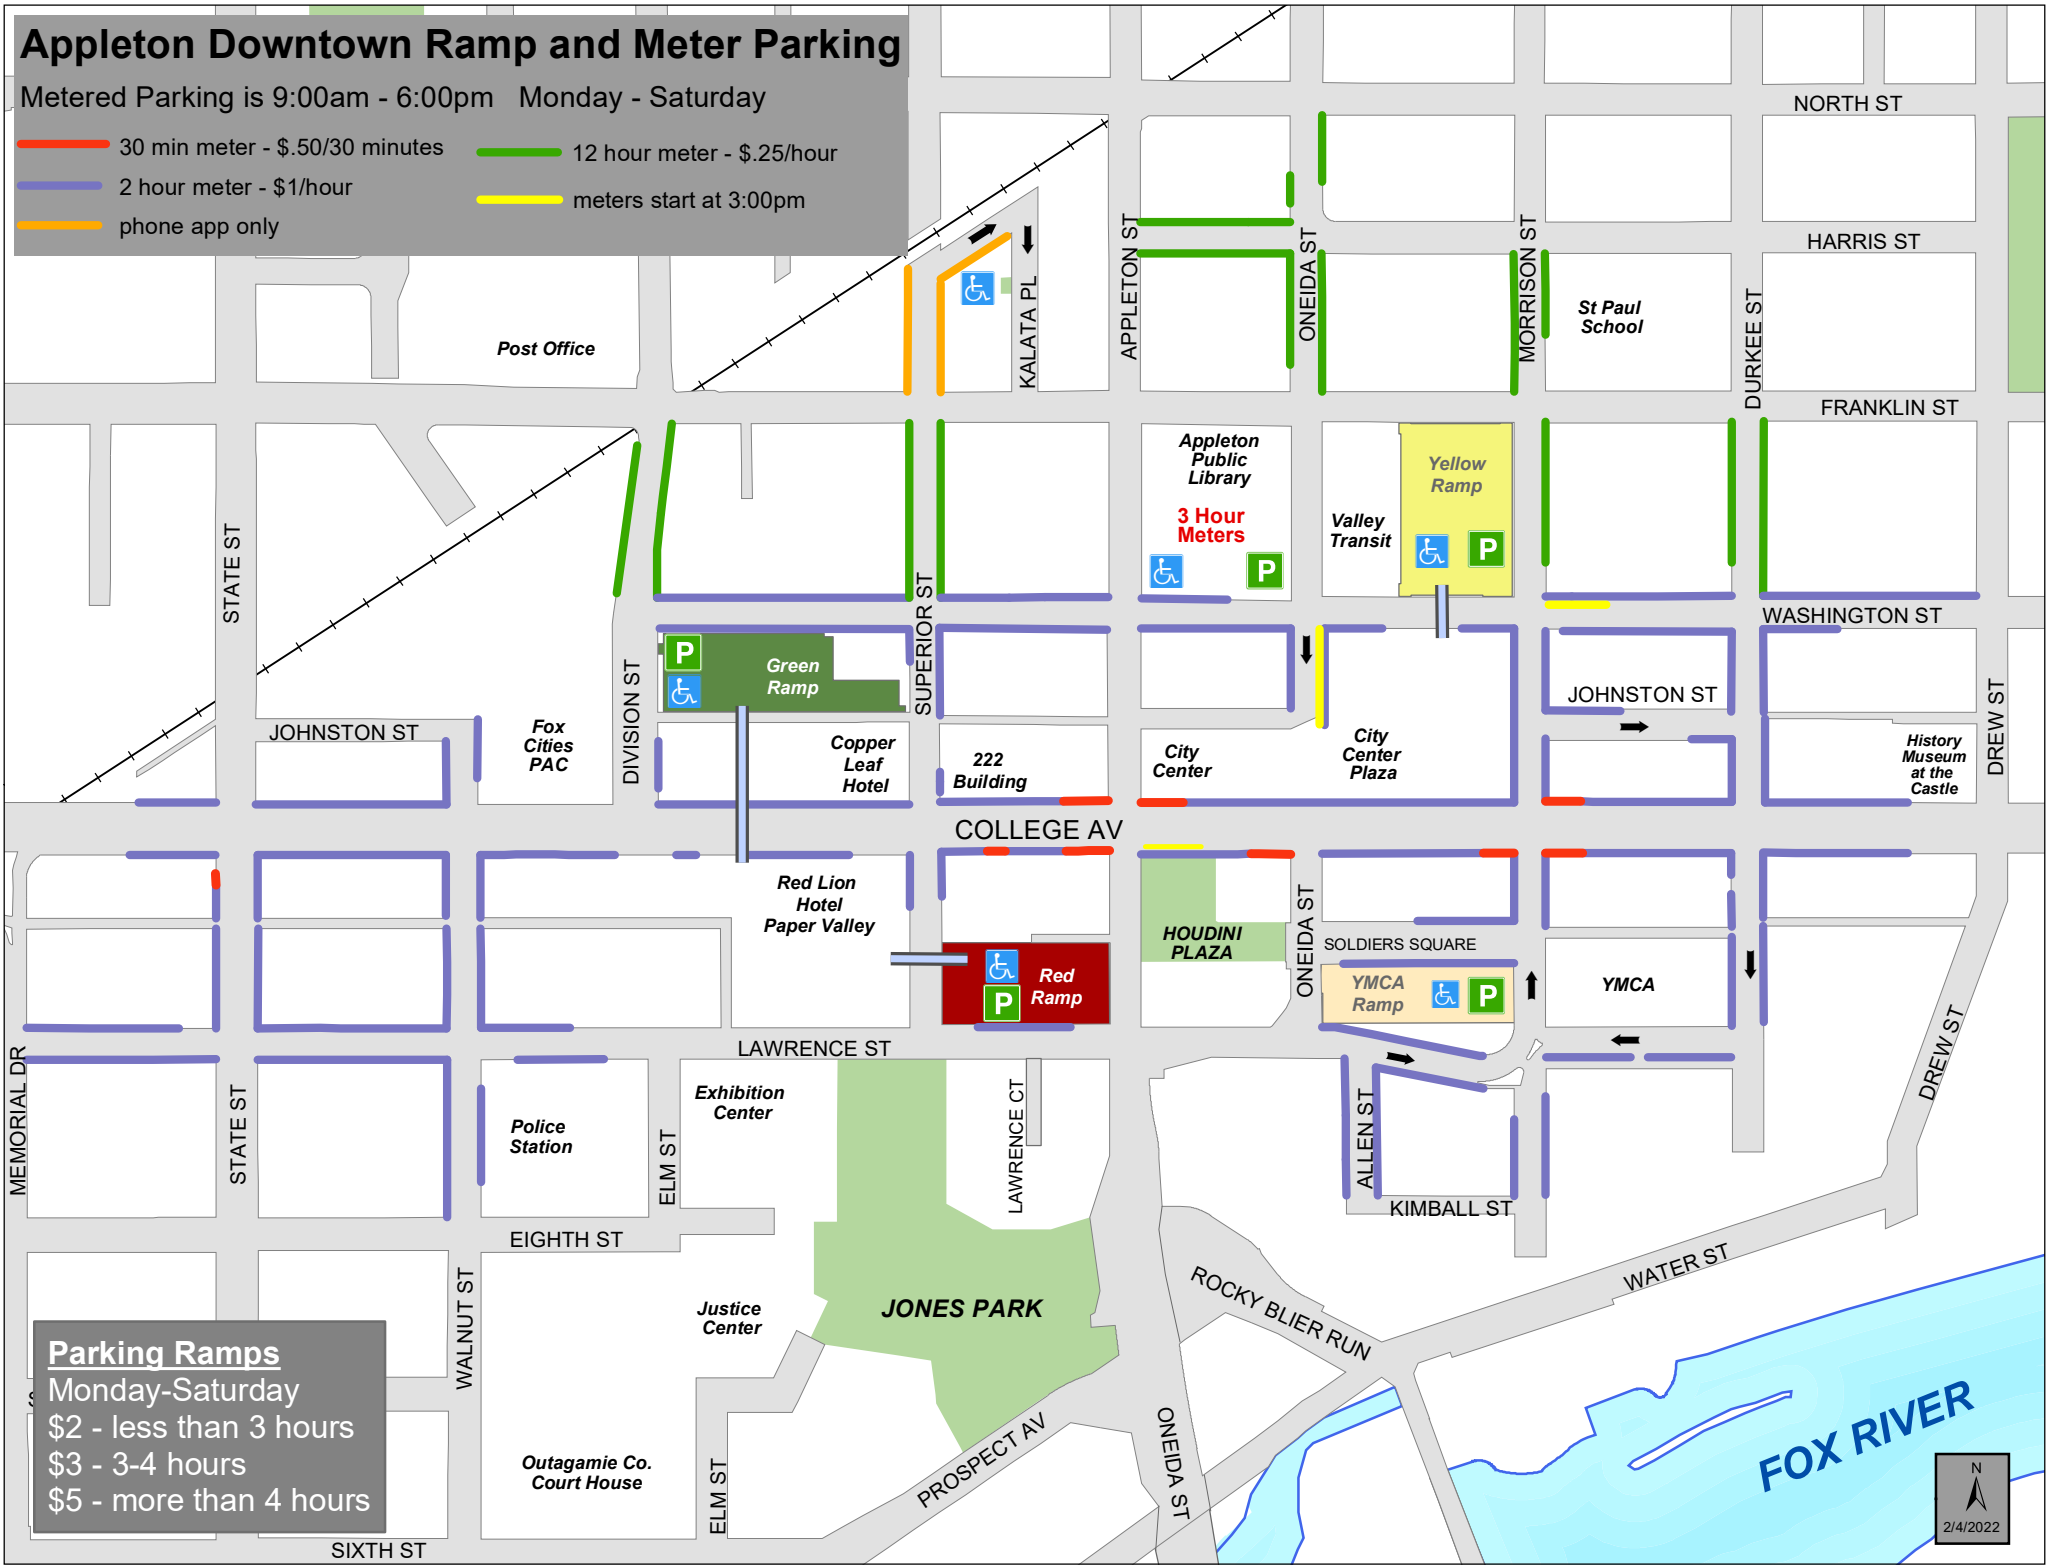 Appleton Downtown Ramp and Meter Parking
Metered Parking is 9:00am - 6:00pm Monday - Saturday
30 min meter - $.50/30 minutes
2 hour meter - $1/hour
phone app only
12 hour meter - $.25/hour
meters start at 3:00pm
NORTH ST
HARRIS ST
FRANKLIN ST
WASHINGTON ST
JOHNSTON ST
JOHNSTON ST
COLLEGE AV
SOLDIERS SQUARE
LAWRENCE ST
KIMBALL ST
EIGHTH ST
SIXTH ST
WATER ST
ROCKY BLIER RUN
PROSPECT AV
MEMORIAL DR
STATE ST
STATE ST
WALNUT ST
DIVISION ST
ELM ST
ELM ST
SUPERIOR ST
KALATA PL
LAWRENCE CT
APPLETON ST
ONEIDA ST
ONEIDA ST
ONEIDA ST
ALLEN ST
MORRISON ST
DURKEE ST
DREW ST
DREW ST
Post Office
St Paul
School
Appleton
Public
Library
3 Hour
Meters
P
Valley
Transit
Yellow
Ramp
P
P
Green
Ramp
Fox
Cities
PAC
Copper
Leaf
Hotel
222
Building
City
Center
City
Center
Plaza
History
Museum
at the
Castle
Red Lion
Hotel
Paper Valley
HOUDINI
PLAZA
Red
Ramp
P
YMCA
Ramp
P
YMCA
Exhibition
Center
Police
Station
Justice
Center
JONES PARK
Outagamie Co.
Court House
FOX RIVER
Parking Ramps
Monday-Saturday
$2 - less than 3 hours
$3 - 3-4 hours
$5 - more than 4 hours
N
2/4/2022